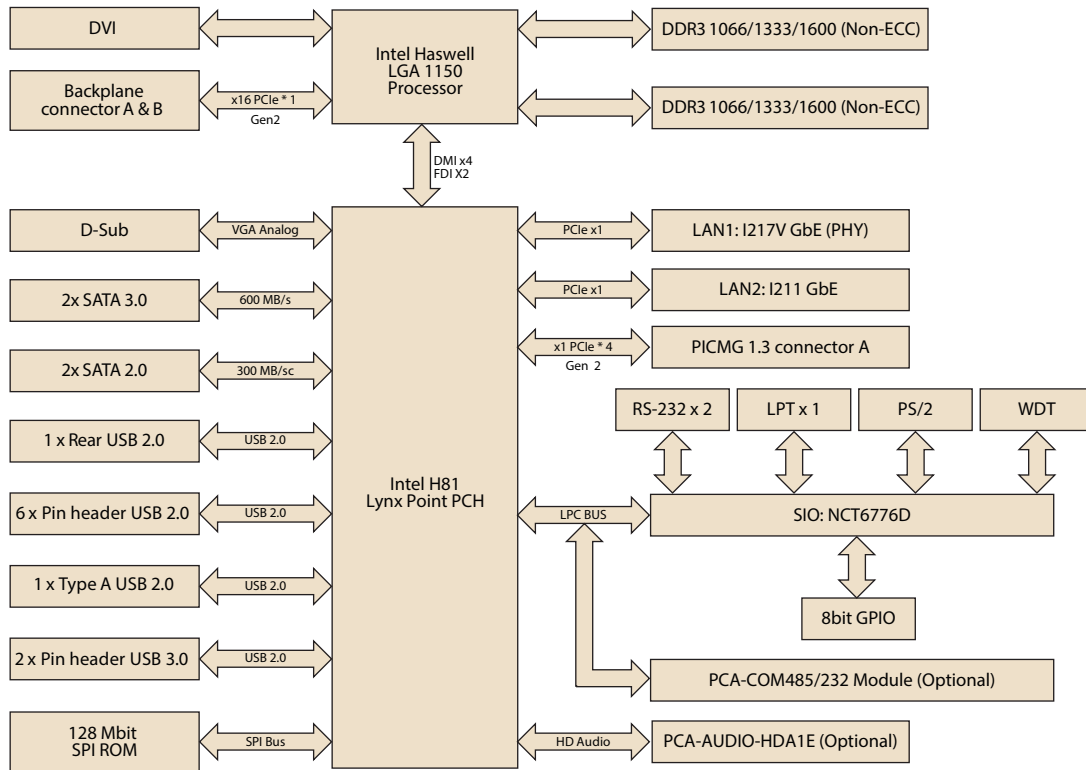 DVI
Intel Haswell
LGA 1150
Processor
DDR3 1066/1333/1600 (Non-ECC)
Backplane
connector A & B
x16 PCIe * 1
Gen2
DDR3 1066/1333/1600 (Non-ECC)
DMI x4
FDI X2
D-Sub
VGA Analog
PCIe x1
LAN1: I217V GbE (PHY)
2x SATA 3.0
600 MB/s
PCIe x1
LAN2: I211 GbE
2x SATA 2.0
300 MB/sc
x1 PCIe * 4
Gen 2
PICMG 1.3 connector A
RS-232 x 2
LPT x 1
PS/2
WDT
1 x Rear USB 2.0
USB 2.0
Intel H81
Lynx Point PCH
6 x Pin header USB 2.0
USB 2.0
LPC BUS
SIO: NCT6776D
1 x Type A USB 2.0
USB 2.0
8bit GPIO
2 x Pin header USB 3.0
USB 2.0
PCA-COM485/232 Module (Optional)
128 Mbit
SPI ROM
SPI Bus
HD Audio
PCA-AUDIO-HDA1E (Optional)